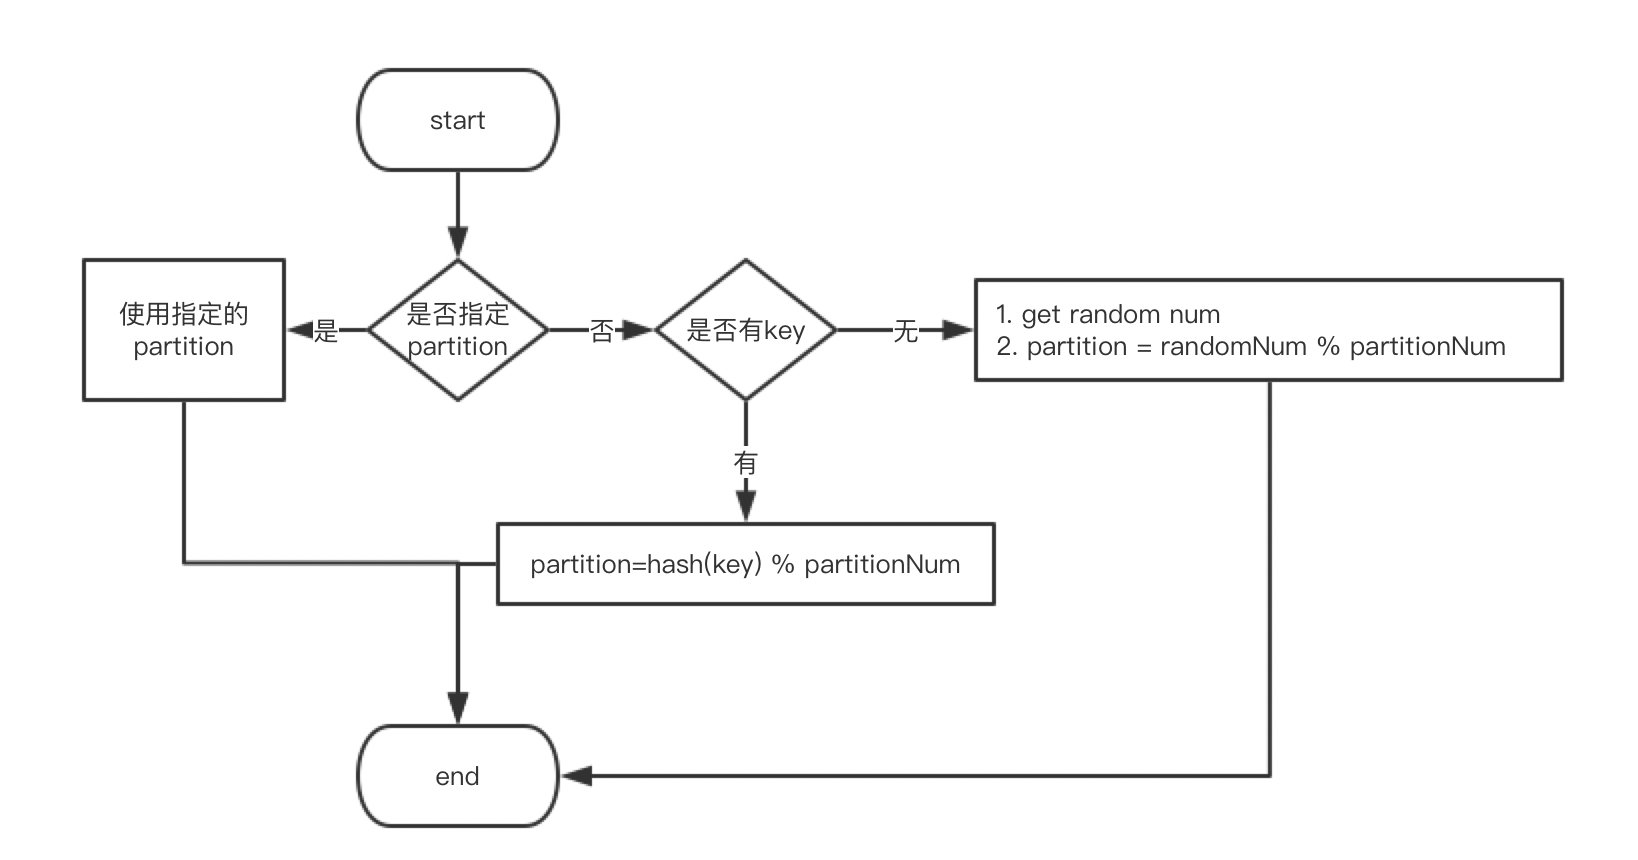 start
使用指定的
partition
是
是否指定
partition
否
是否有key
无
1. get random num
2. partition = randomNum % partitionNum
有
partition=hash(key) % partitionNum
end